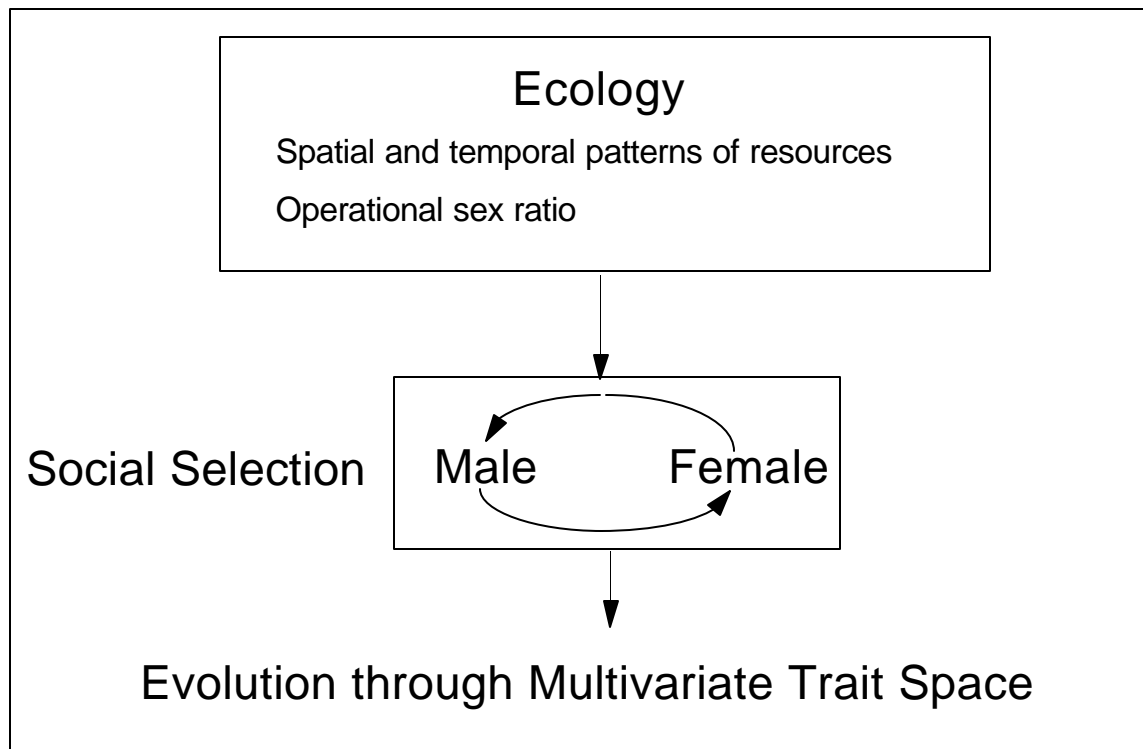 Ecology
Spatial and temporal patterns of resources
Operational sex ratio
Social Selection
Male
Female
Evolution through Multivariate Trait Space